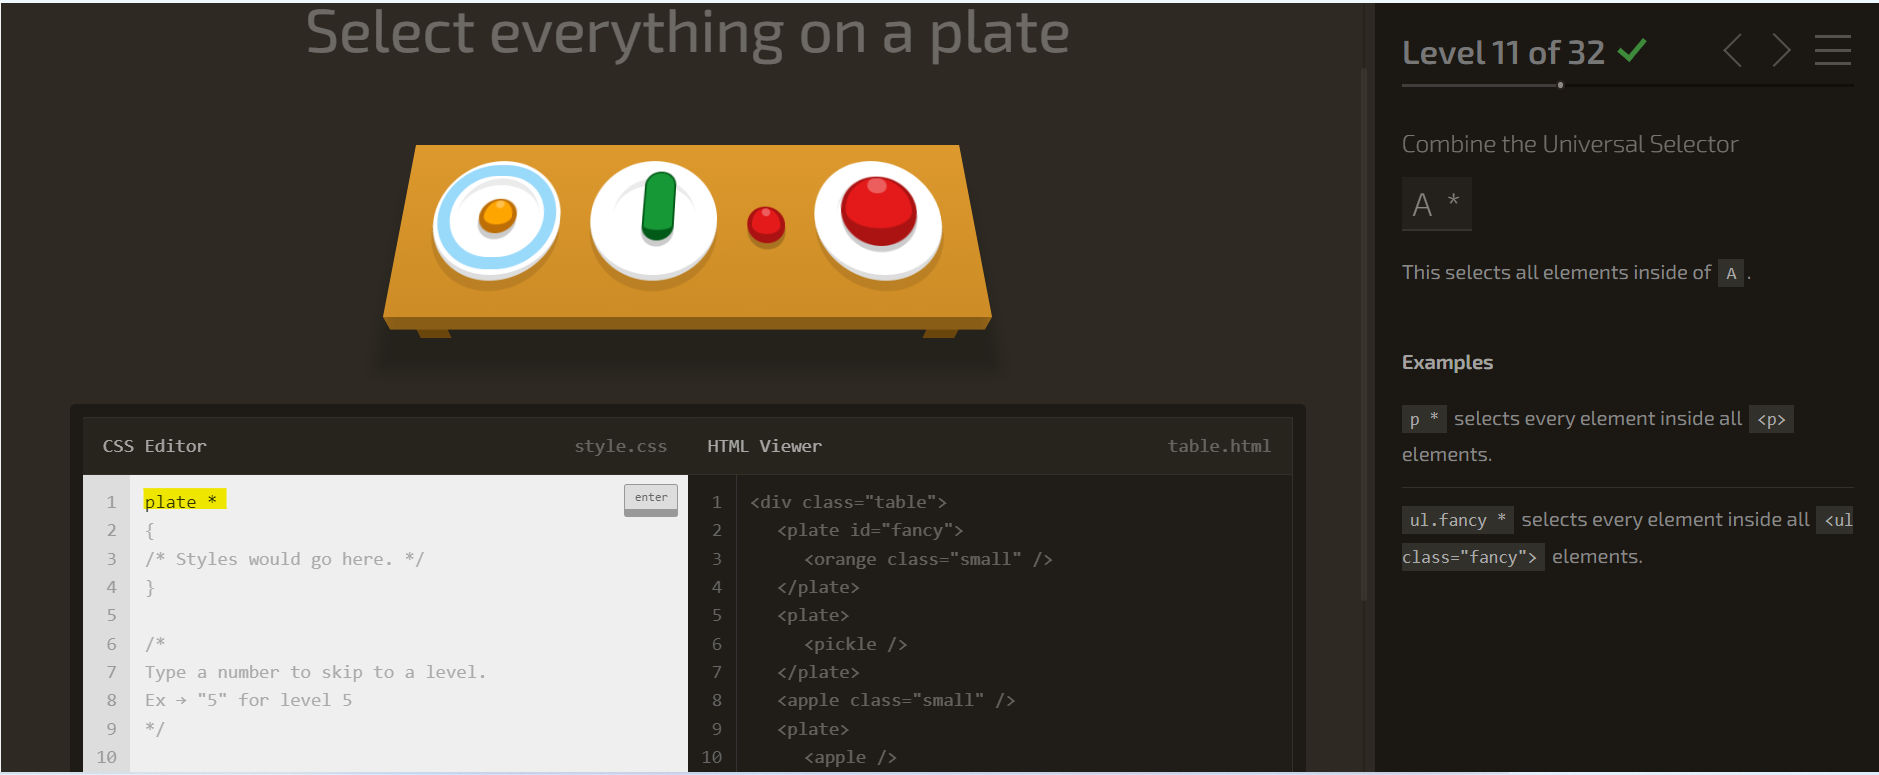 Select everything on a plate
CSS Editor style.css
1 plate * enter
2 {
3 /* Styles would go here. */
4 }
5
6 /*
7 Type a number to skip to a level.
8 Ex → "5" for level 5
9 */
10
HTML Viewer table.html
1 <div class="table">
2 <plate id="fancy">
3 <orange class="small" />
4 </plate>
5 <plate>
6 <pickle />
7 </plate>
8 <apple class="small" />
9 <plate>
10 <apple />
Level 11 of 32
Combine the Universal Selector
A *
This selects all elements inside of A .
Examples
p * selects every element inside all <p>
elements.
ul.fancy * selects every element inside all <ul
class="fancy"> elements.